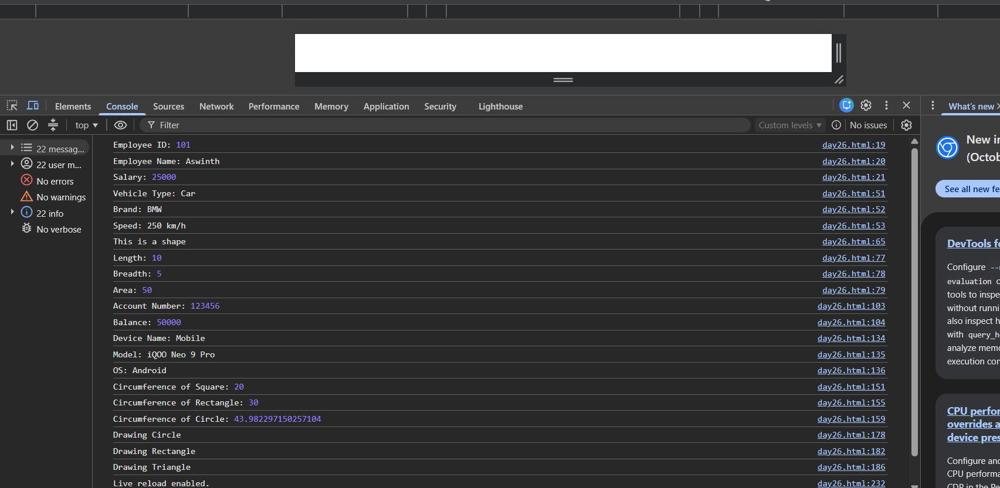 Elements Console Sources Network Performance Memory Application Security Lighthouse
What's new
top Filter Custom levels No issues
22 messag...
22 user m...
No errors
No warnings
22 info
No verbose
Employee ID: 101 day26.html:19
Employee Name: Aswinth day26.html:20
Salary: 25000 day26.html:21
Vehicle Type: Car day26.html:51
Brand: BMW day26.html:52
Speed: 250 km/h day26.html:53
This is a shape day26.html:65
Length: 10 day26.html:77
Breadth: 5 day26.html:78
Area: 50 day26.html:79
Account Number: 123456 day26.html:103
Balance: 50000 day26.html:104
Device Name: Mobile day26.html:134
Model: iQOO Neo 9 Pro day26.html:135
OS: Android day26.html:136
Circumference of Square: 20 day26.html:151
Circumference of Rectangle: 30 day26.html:155
Circumference of Circle: 43.982297150257104 day26.html:159
Drawing Circle day26.html:178
Drawing Rectangle day26.html:182
Drawing Triangle day26.html:186
Live reload enabled. day26.html:232
New
(Octob
See all new fe
DevTools f
Configure
evaluation
tools to inspe
without runni
also inspect h
with query_h
analyze memo
execution con
CPU perfor
overrides a
device pres
Configure and
CPU performa